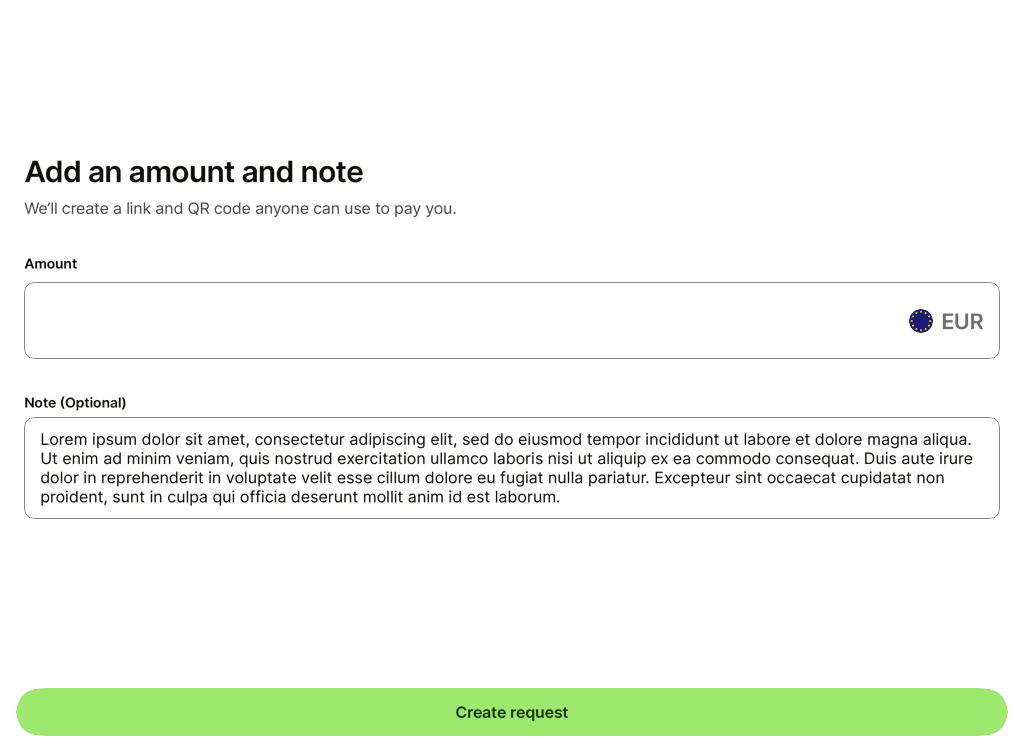 Add an amount and note
We’ll create a link and QR code anyone can use to pay you.
Amount
EUR
Note (Optional)
Lorem ipsum dolor sit amet, consectetur adipiscing elit, sed do eiusmod tempor incididunt ut labore et dolore magna aliqua.
Ut enim ad minim veniam, quis nostrud exercitation ullamco laboris nisi ut aliquip ex ea commodo consequat. Duis aute irure
dolor in reprehenderit in voluptate velit esse cillum dolore eu fugiat nulla pariatur. Excepteur sint occaecat cupidatat non
proident, sunt in culpa qui officia deserunt mollit anim id est laborum.
Create request